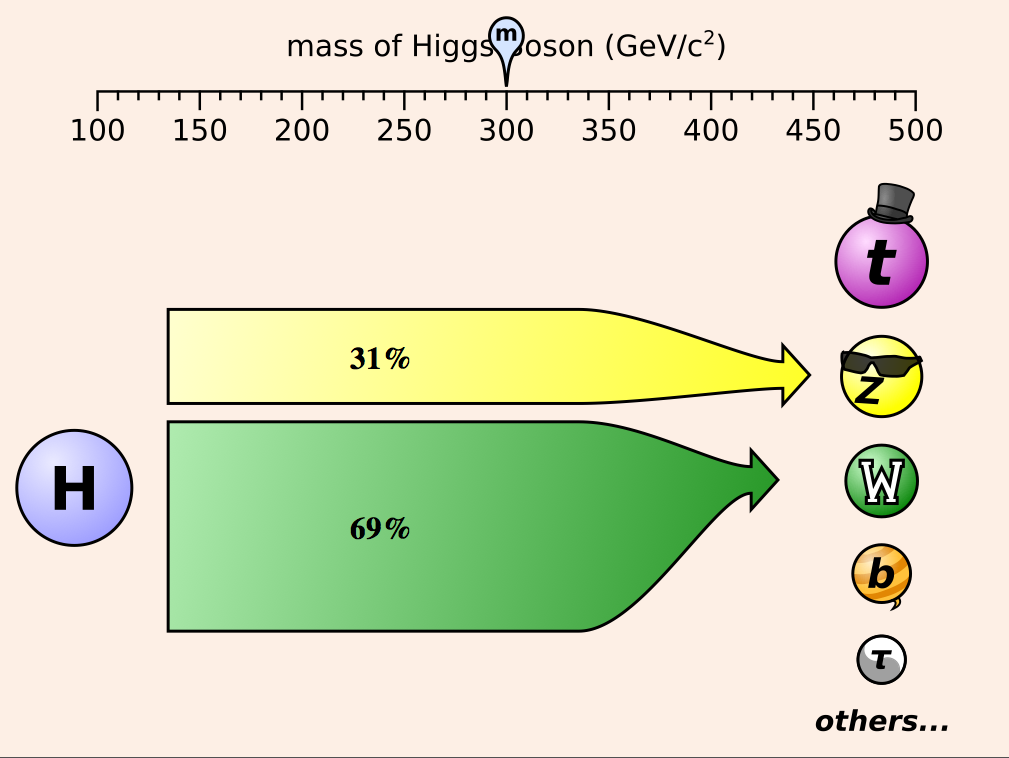 m
mass of Higgs boson (GeV/c²)
100 150 200 250 300 350 400 450 500
t
31%
z
H
69%
W
b
τ
others...